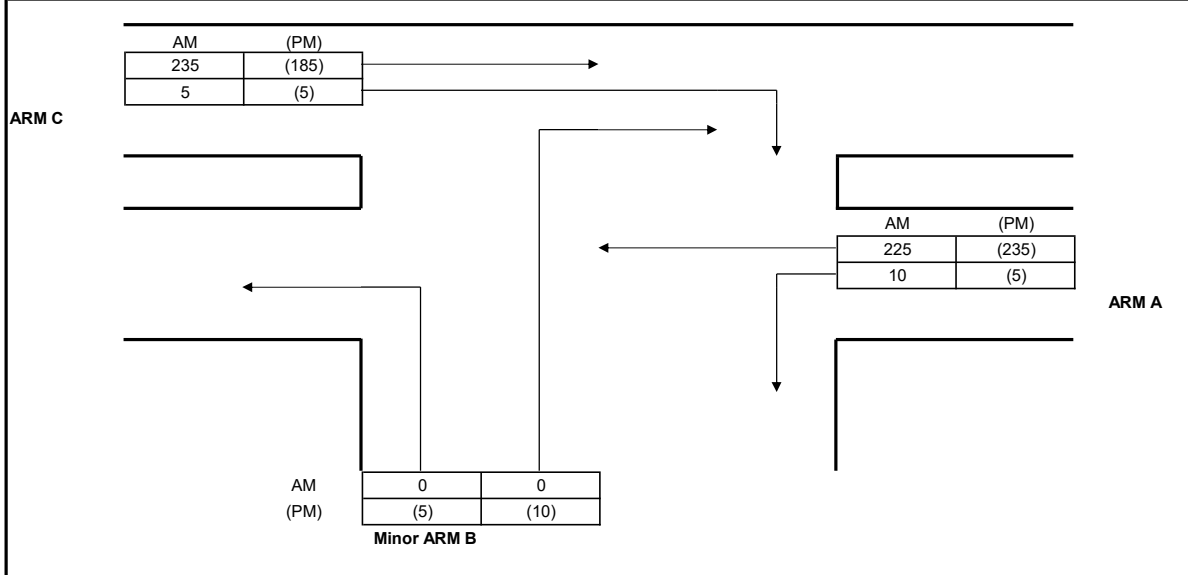 AM (PM)
235 (185)
5 (5)
ARM C
AM (PM)
225 (235)
10 (5)
ARM A
AM 0 0
(PM) (5) (10)
Minor ARM B